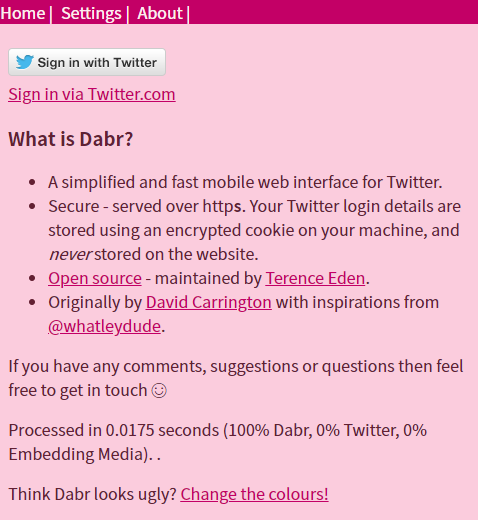 Home | Settings | About |
Sign in with Twitter
Sign in via Twitter.com
What is Dabr?
• A simplified and fast mobile web interface for Twitter.
• Secure - served over https. Your Twitter login details are
stored using an encrypted cookie on your machine, and
never stored on the website.
• Open source - maintained by Terence Eden.
• Originally by David Carrington with inspirations from
@whatleydude.
If you have any comments, suggestions or questions then feel
free to get in touch ☺
Processed in 0.0175 seconds (100% Dabr, 0% Twitter, 0%
Embedding Media). .
Think Dabr looks ugly? Change the colours!